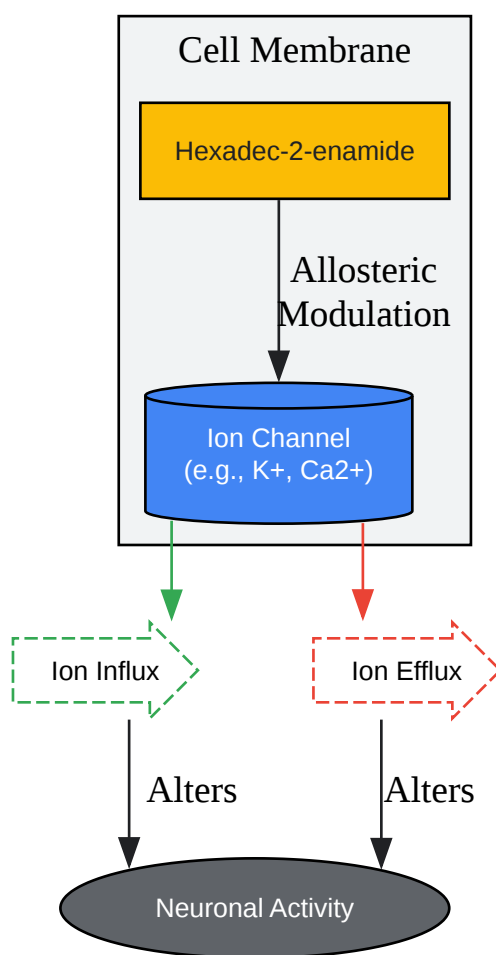 Cell Membrane
Hexadec-2-enamide
Allosteric
Modulation
Ion Channel
(e.g., K+, Ca2+)
Ion Influx
Ion Efflux
Alters
Alters
Neuronal Activity